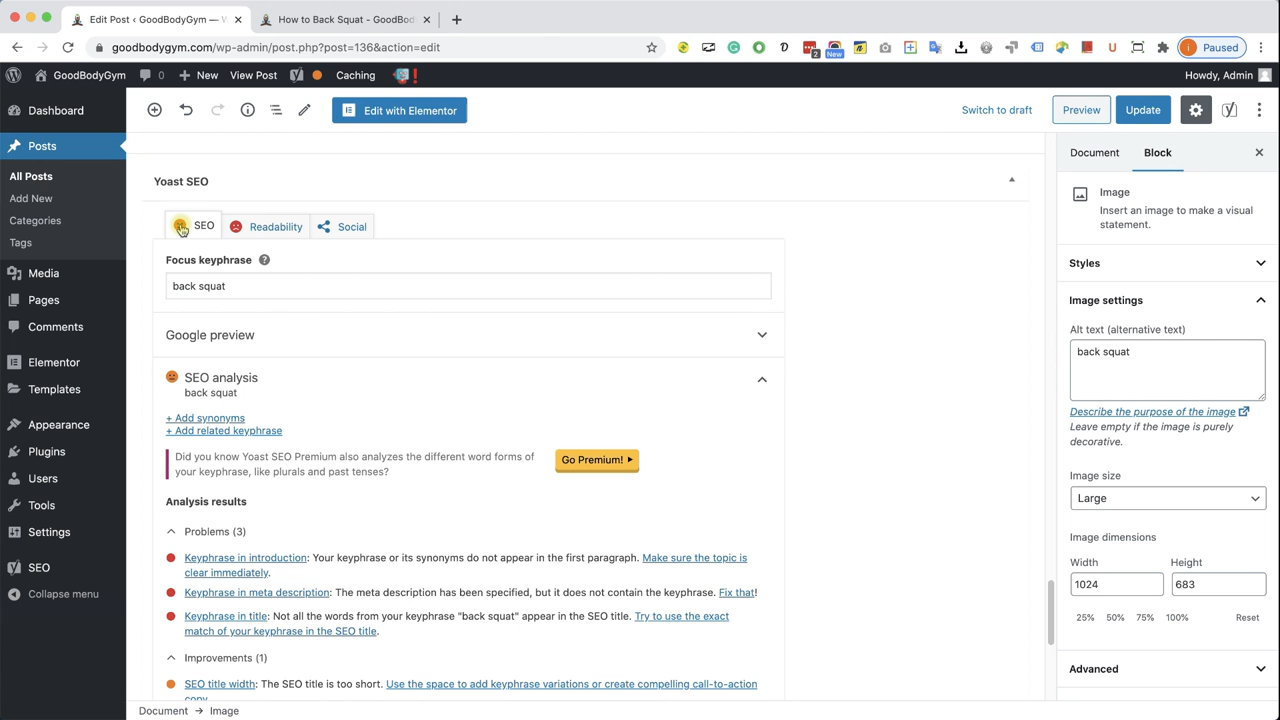 Edit Post ‹ GoodBodyGym — W
How to Back Squat - GoodBod
goodbodygym.com/wp-admin/post.php?post=136&action=edit
2
New
U
I
Paused
GoodBodyGym
0
New
View Post
Caching
!
Howdy, Admin
Dashboard
Posts
All Posts
Add New
Categories
Tags
Media
Pages
Comments
Elementor
Templates
Appearance
Plugins
Users
Tools
Settings
SEO
Collapse menu
Edit with Elementor
Switch to draft
Preview
Update
Yoast SEO
SEO
Readability
Social
Focus keyphrase
?
back squat
Google preview
SEO analysis
back squat
+ Add synonyms
+ Add related keyphrase
Did you know Yoast SEO Premium also analyzes the different word forms of
your keyphrase, like plurals and past tenses?
Go Premium!
Analysis results
Problems (3)
Keyphrase in introduction: Your keyphrase or its synonyms do not appear in the first paragraph. Make sure the topic is
clear immediately.
Keyphrase in meta description: The meta description has been specified, but it does not contain the keyphrase. Fix that!
Keyphrase in title: Not all the words from your keyphrase "back squat" appear in the SEO title. Try to use the exact
match of your keyphrase in the SEO title.
Improvements (1)
SEO title width: The SEO title is too short. Use the space to add keyphrase variations or create compelling call-to-action
copy.
Document → Image
Document
Block
Image
Insert an image to make a visual
statement.
Styles
Image settings
Alt text (alternative text)
back squat
Describe the purpose of the image
Leave empty if the image is purely
decorative.
Image size
Large
Image dimensions
Width
Height
1024
683
25%
50%
75%
100%
Reset
Advanced